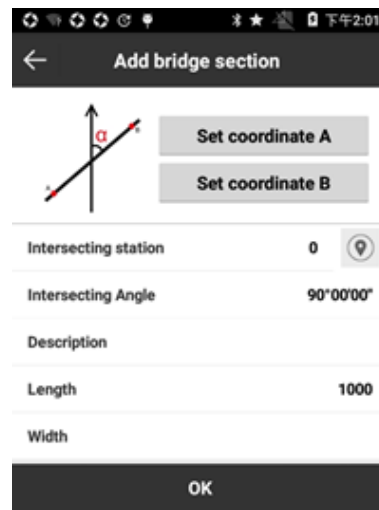 下午2:01
Add bridge section
α
A
B
Set coordinate A
Set coordinate B
Intersecting station 0
Intersecting Angle 90°00'00"
Description
Length 1000
Width
OK